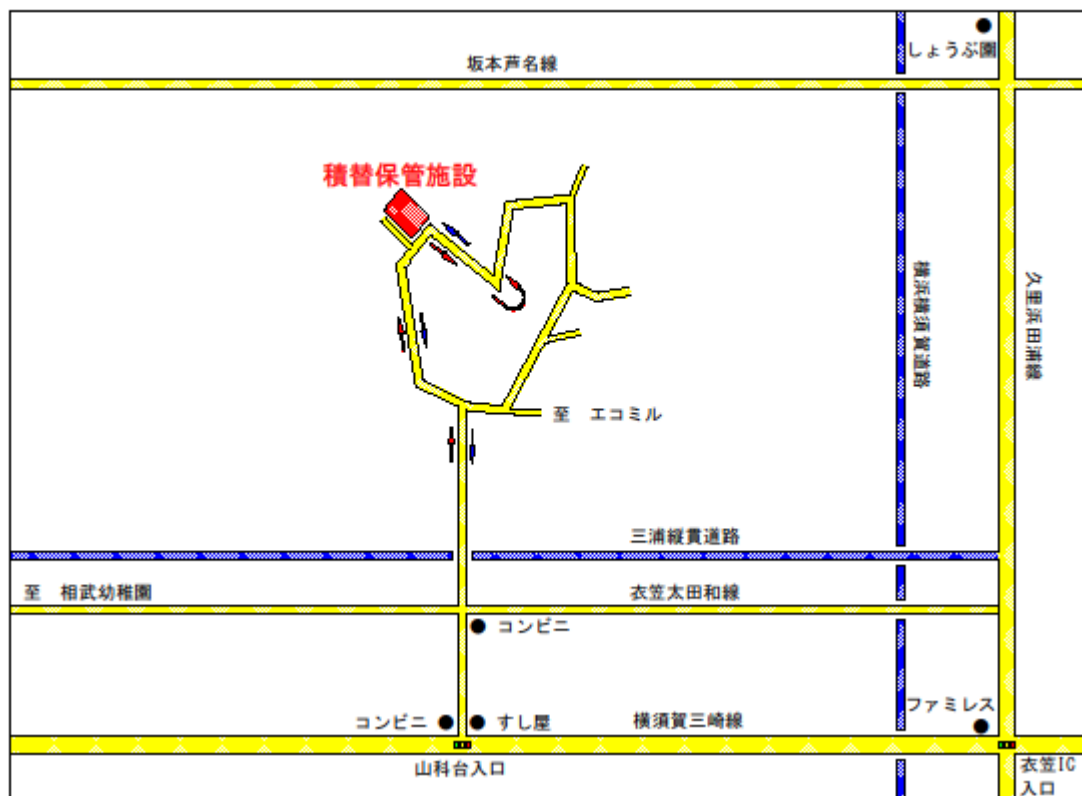 しょうぶ園
坂本芦名線
積替保管施設
横浜横須賀道路
久里浜田浦線
至 エコミル
三浦縦貫道路
至 相武幼稚園
衣笠太田和線
コンビニ
ファミレス
コンビニ
すし屋
横須賀三崎線
山科台入口
衣笠IC
入口